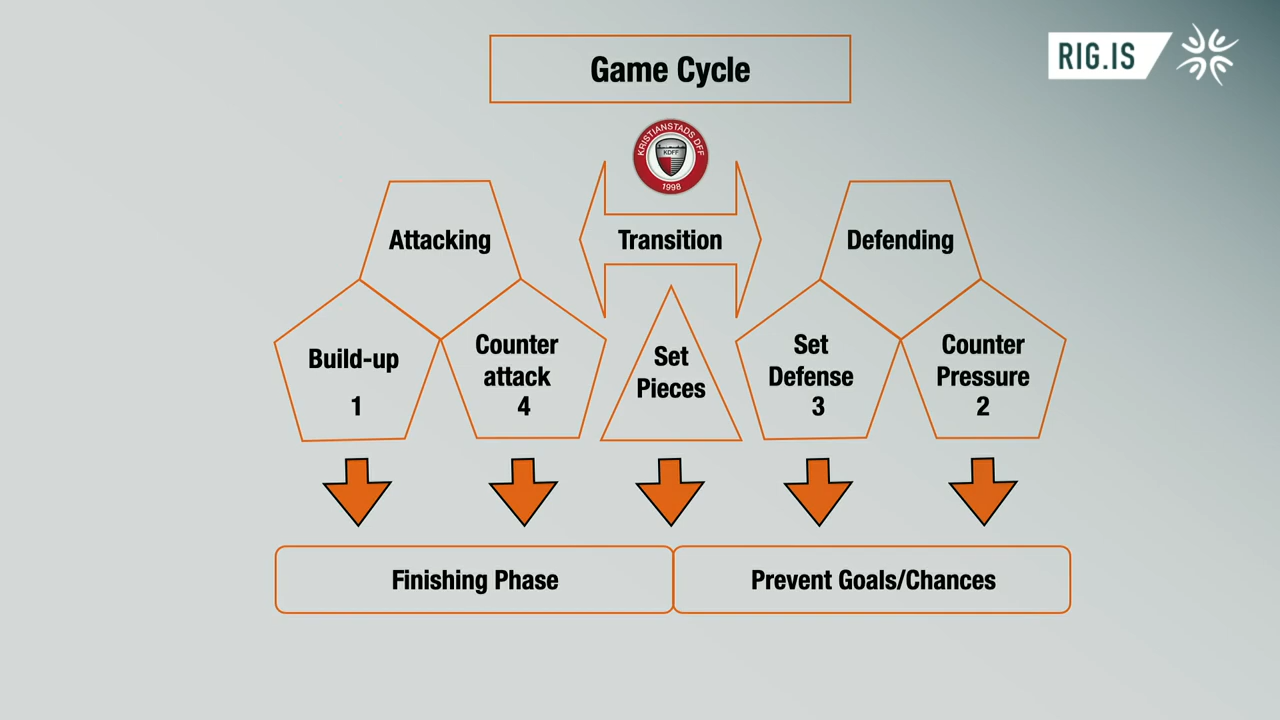 Game Cycle
RIG.IS
KRISTIANSTADS DFF
KDFF
1998
Attacking
Transition
Defending
Build-up
1
Counter
attack
4
Set
Pieces
Set
Defense
3
Counter
Pressure
2
Finishing Phase
Prevent Goals/Chances